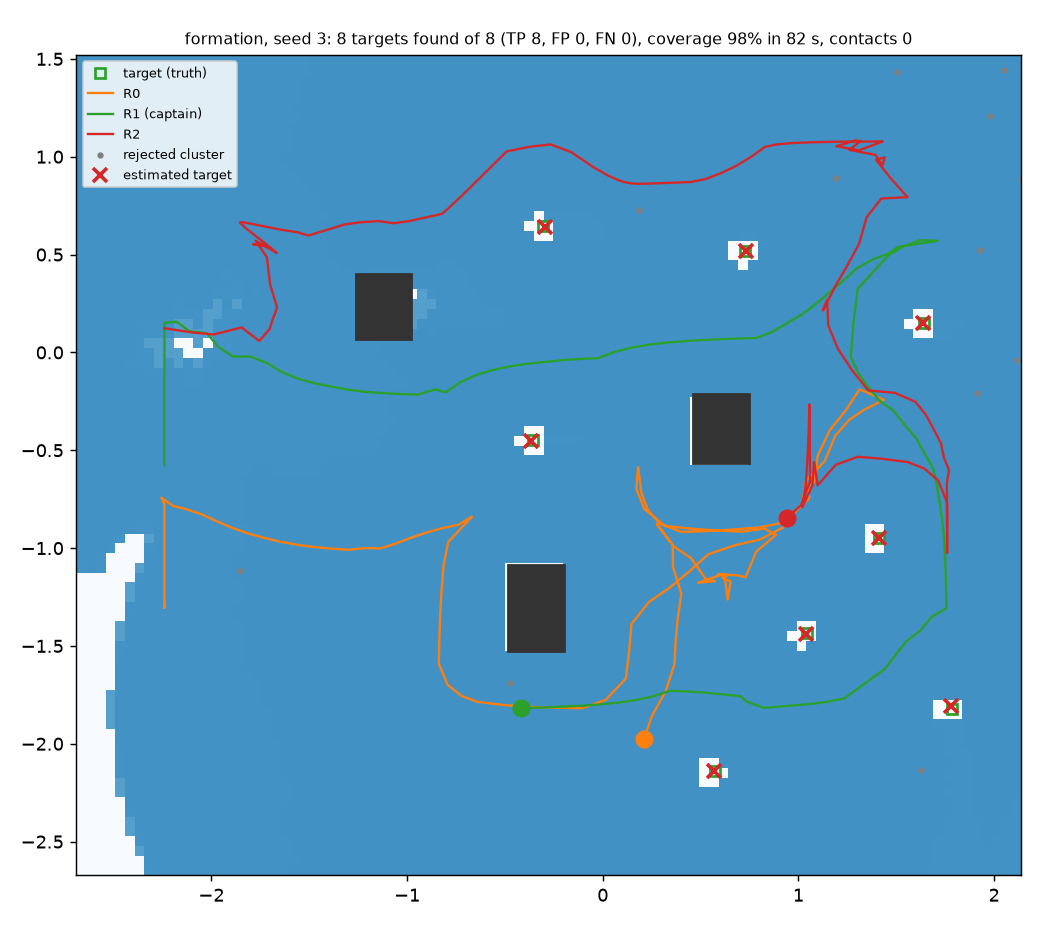 formation, seed 3: 8 targets found of 8 (TP 8, FP 0, FN 0), coverage 98% in 82 s, contacts 0
target (truth)
R0
R1 (captain)
R2
rejected cluster
estimated target
1.5
1.0
0.5
0.0
−0.5
−1.0
−1.5
−2.0
−2.5
−2
−1
0
1
2